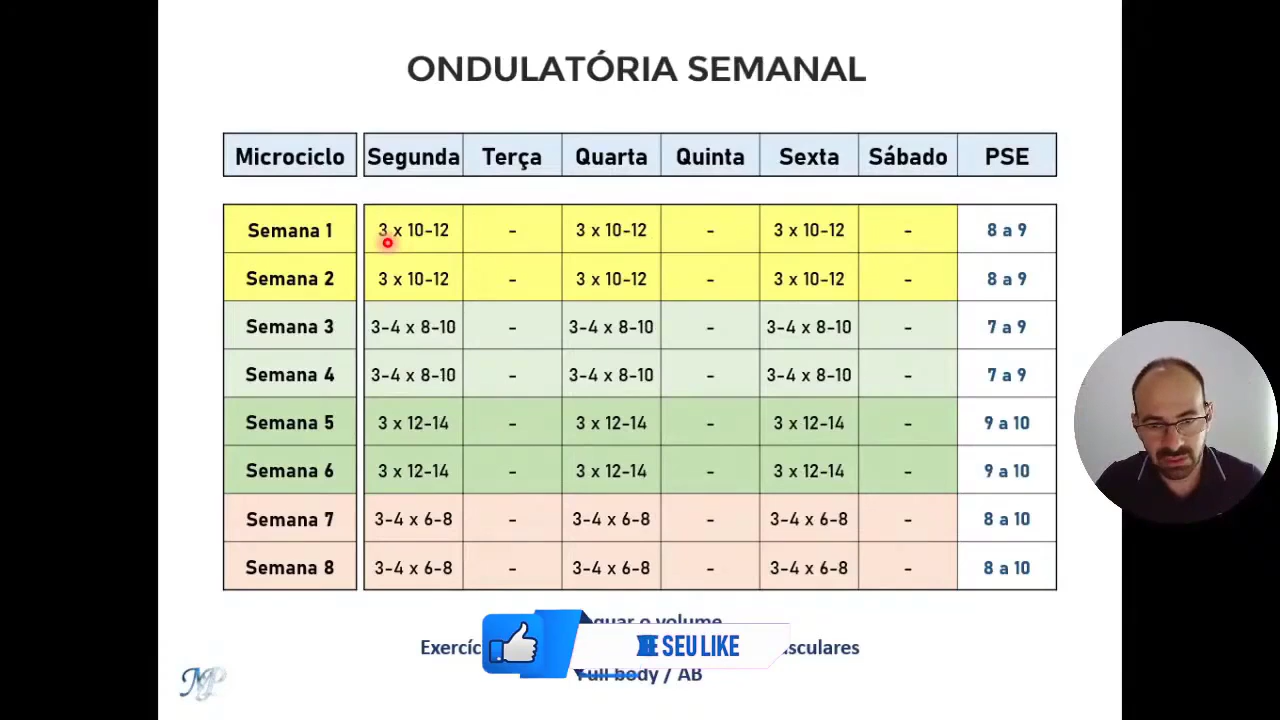 ONDULATÓRIA SEMANAL
Microciclo Segunda Terça Quarta Quinta Sexta Sábado PSE
Semana 1 3 x 10-12 - 3 x 10-12 - 3 x 10-12 - 8 a 9
Semana 2 3 x 10-12 - 3 x 10-12 - 3 x 10-12 - 8 a 9
Semana 3 3-4 x 8-10 - 3-4 x 8-10 - 3-4 x 8-10 - 7 a 9
Semana 4 3-4 x 8-10 - 3-4 x 8-10 - 3-4 x 8-10 - 7 a 9
Semana 5 3 x 12-14 - 3 x 12-14 - 3 x 12-14 - 9 a 10
Semana 6 3 x 12-14 - 3 x 12-14 - 3 x 12-14 - 9 a 10
Semana 7 3-4 x 6-8 - 3-4 x 6-8 - 3-4 x 6-8 - 8 a 10
Semana 8 3-4 x 6-8 - 3-4 x 6-8 - 3-4 x 6-8 - 8 a 10
o volume
SEU LIKE
Full body / AB
MP